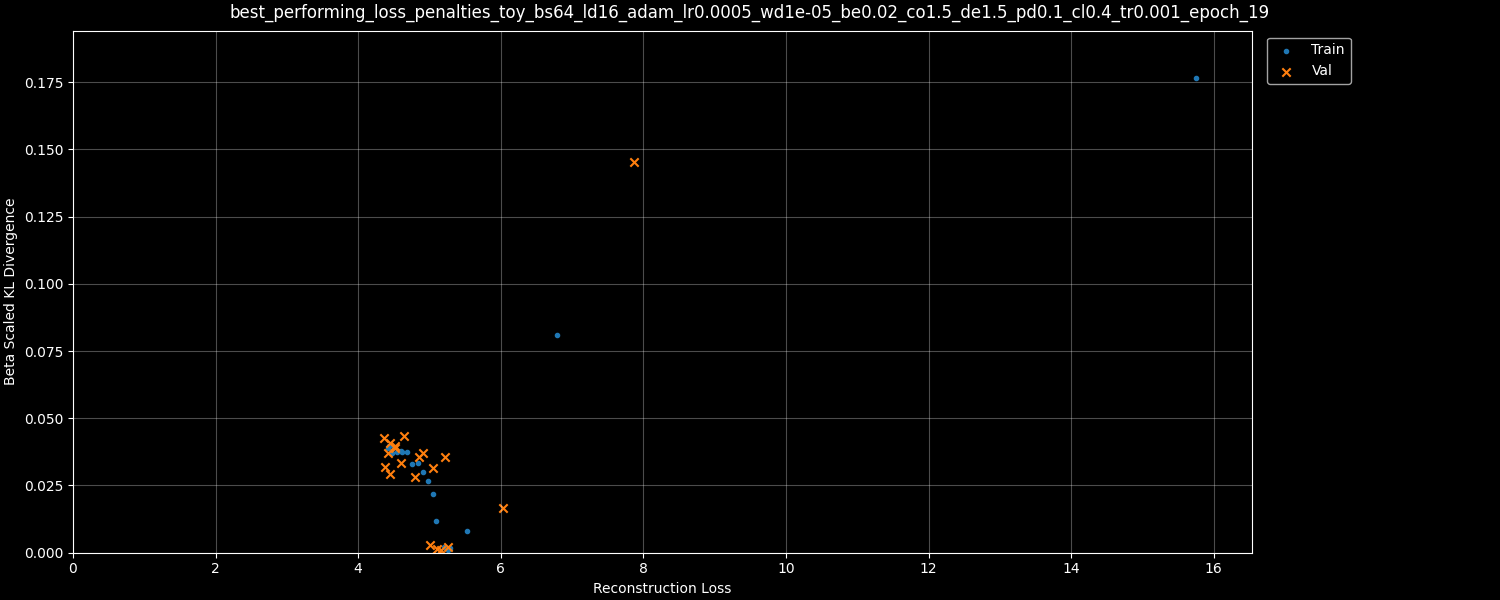 best_performing_loss_penalties_toy_bs64_ld16_adam_lr0.0005_wd1e-05_be0.02_co1.5_de1.5_pd0.1_cl0.4_tr0.001_epoch_19
Train
Val
Beta Scaled KL Divergence
0.175
0.150
0.125
0.100
0.075
0.050
0.025
0.000
0 2 4 6 8 10 12 14 16
Reconstruction Loss